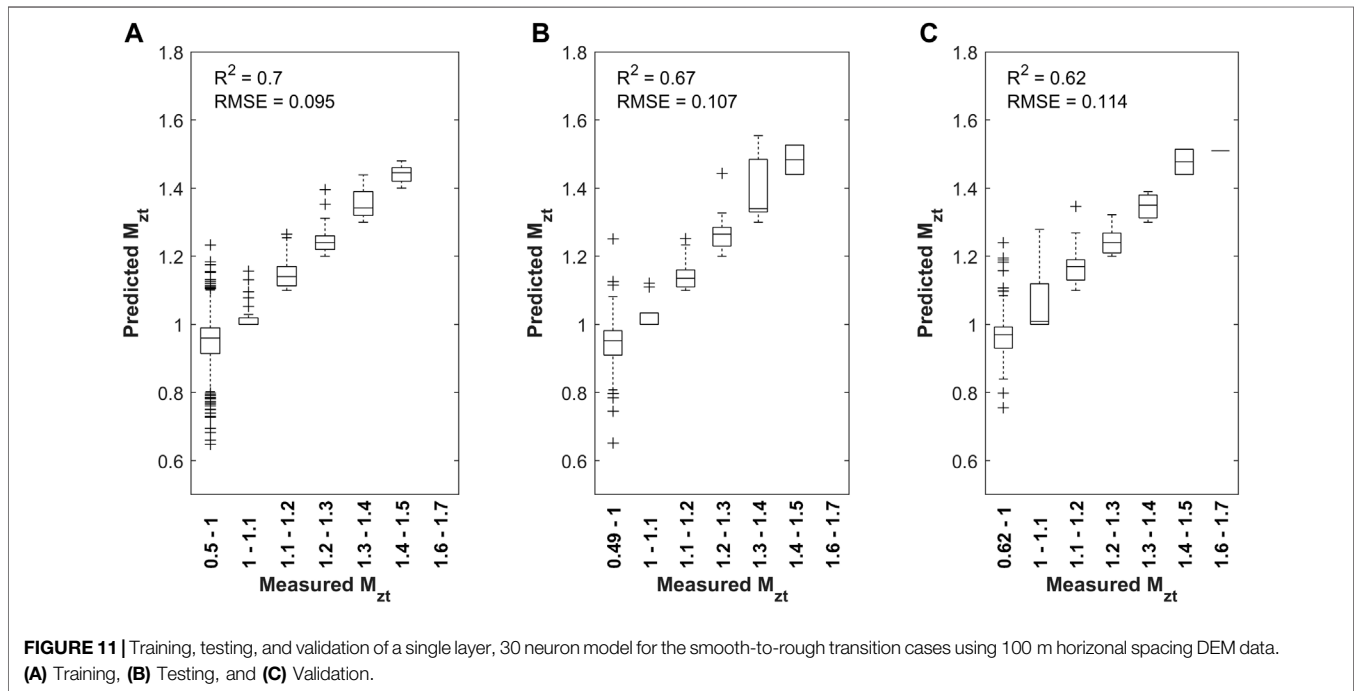 A
R² = 0.7
RMSE = 0.095
Predicted M_zt
1.8
1.6
1.4
1.2
1
0.8
0.6
0.5 - 1
1 - 1.1
1.1 - 1.2
1.2 - 1.3
1.3 - 1.4
1.4 - 1.5
1.6 - 1.7
Measured M_zt
B
R² = 0.67
RMSE = 0.107
Predicted M_zt
1.8
1.6
1.4
1.2
1
0.8
0.6
0.49 - 1
1 - 1.1
1.1 - 1.2
1.2 - 1.3
1.3 - 1.4
1.4 - 1.5
1.6 - 1.7
Measured M_zt
C
R² = 0.62
RMSE = 0.114
Predicted M_zt
1.8
1.6
1.4
1.2
1
0.8
0.6
0.62 - 1
1 - 1.1
1.1 - 1.2
1.2 - 1.3
1.3 - 1.4
1.4 - 1.5
1.6 - 1.7
Measured M_zt
FIGURE 11 | Training, testing, and validation of a single layer, 30 neuron model for the smooth-to-rough transition cases using 100 m horizonal spacing DEM data.
(A) Training, (B) Testing, and (C) Validation.